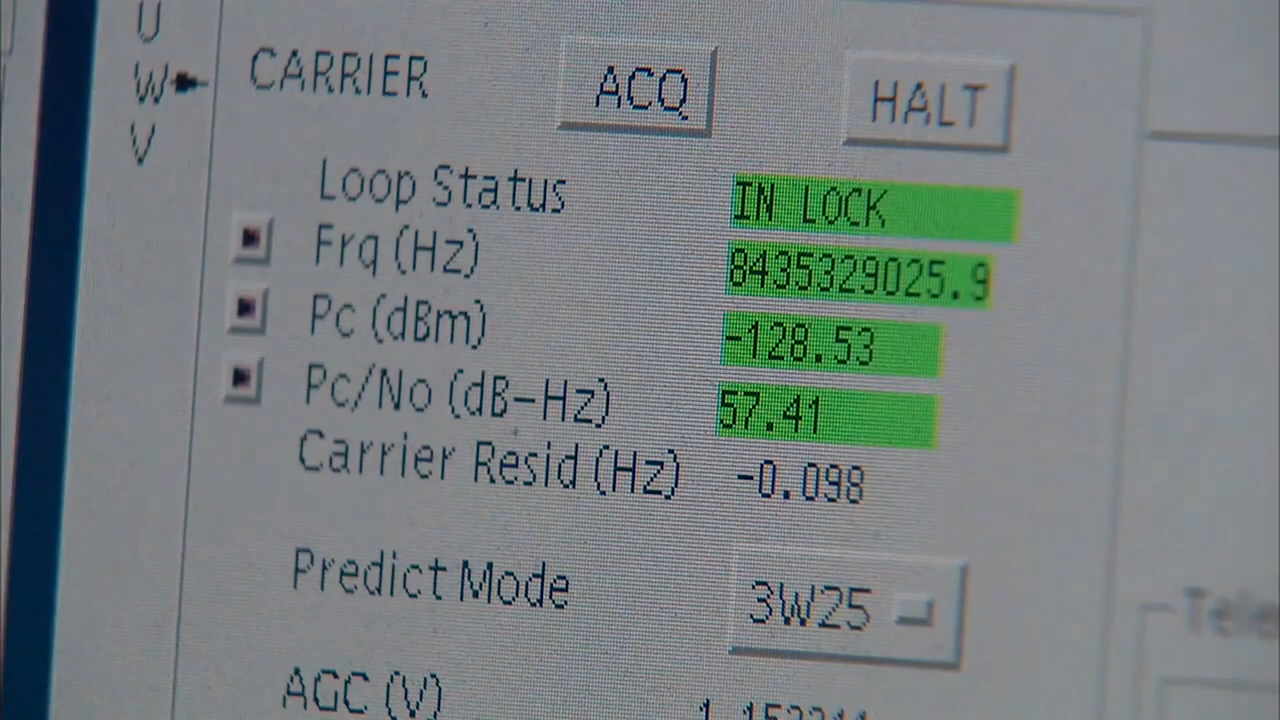 U
W CARRIER ACQ HALT
V
Loop Status IN LOCK
Frq (Hz) 8435329025.9
Pc (dBm) -128.53
Pc/No (dB-Hz) 57.41
Carrier Resid (Hz) -0.098
Predict Mode 3W25
AGC (V)